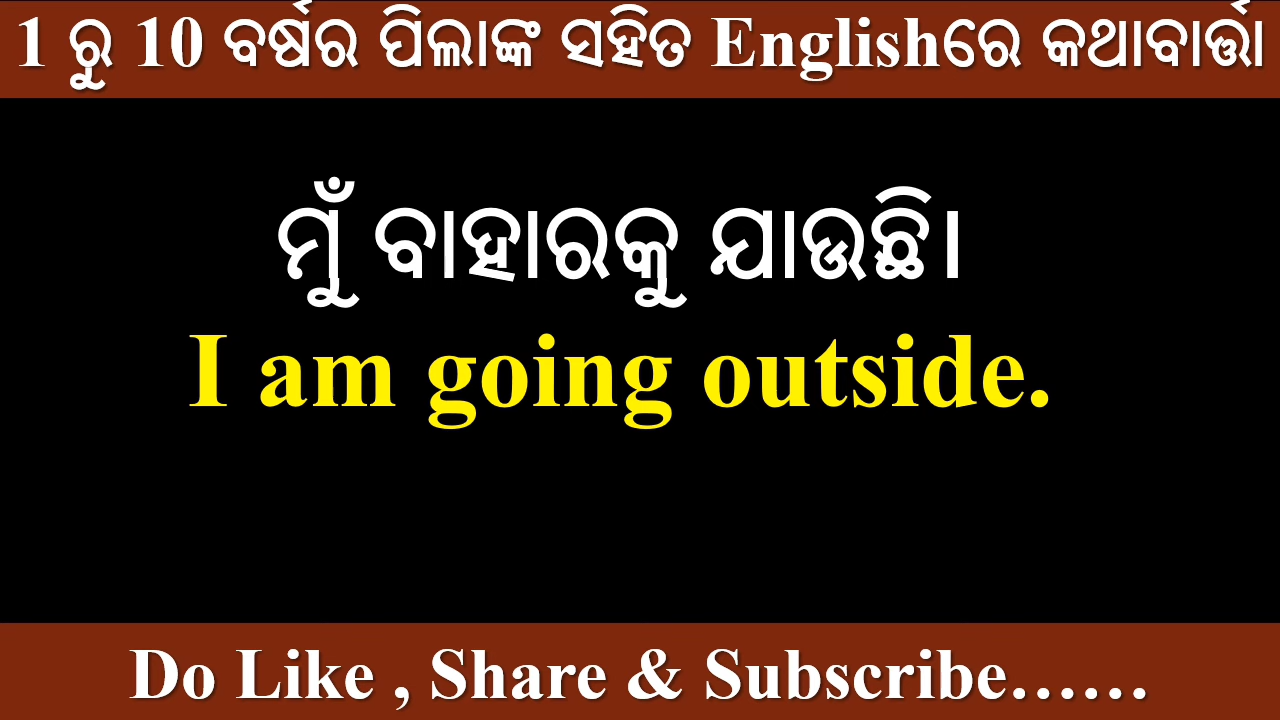 1 ରୁ 10 ବର୍ଷର ପିଲାଙ୍କ ସହିତ Englishରେ କଥାବାର୍ତ୍ତା
ମୁଁ ବାହାରକୁ ଯାଉଛି।
I am going outside.
Do Like , Share & Subscribe……